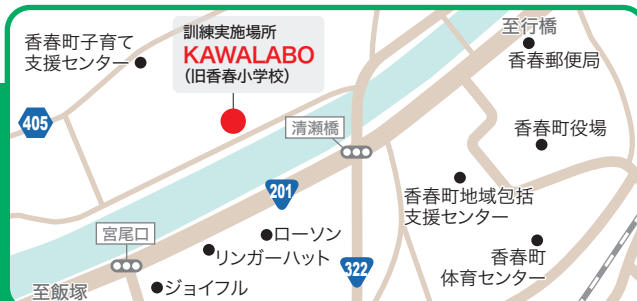 香春町子育て
支援センター
訓練実施場所
KAWALABO
(旧香春小学校)
至行橋
香春郵便局
405
清瀬橋
香春町役場
201
香春町地域包括
支援センター
宮尾口
ローソン
リンガーハット
322
香春町
体育センター
至飯塚
ジョイフル